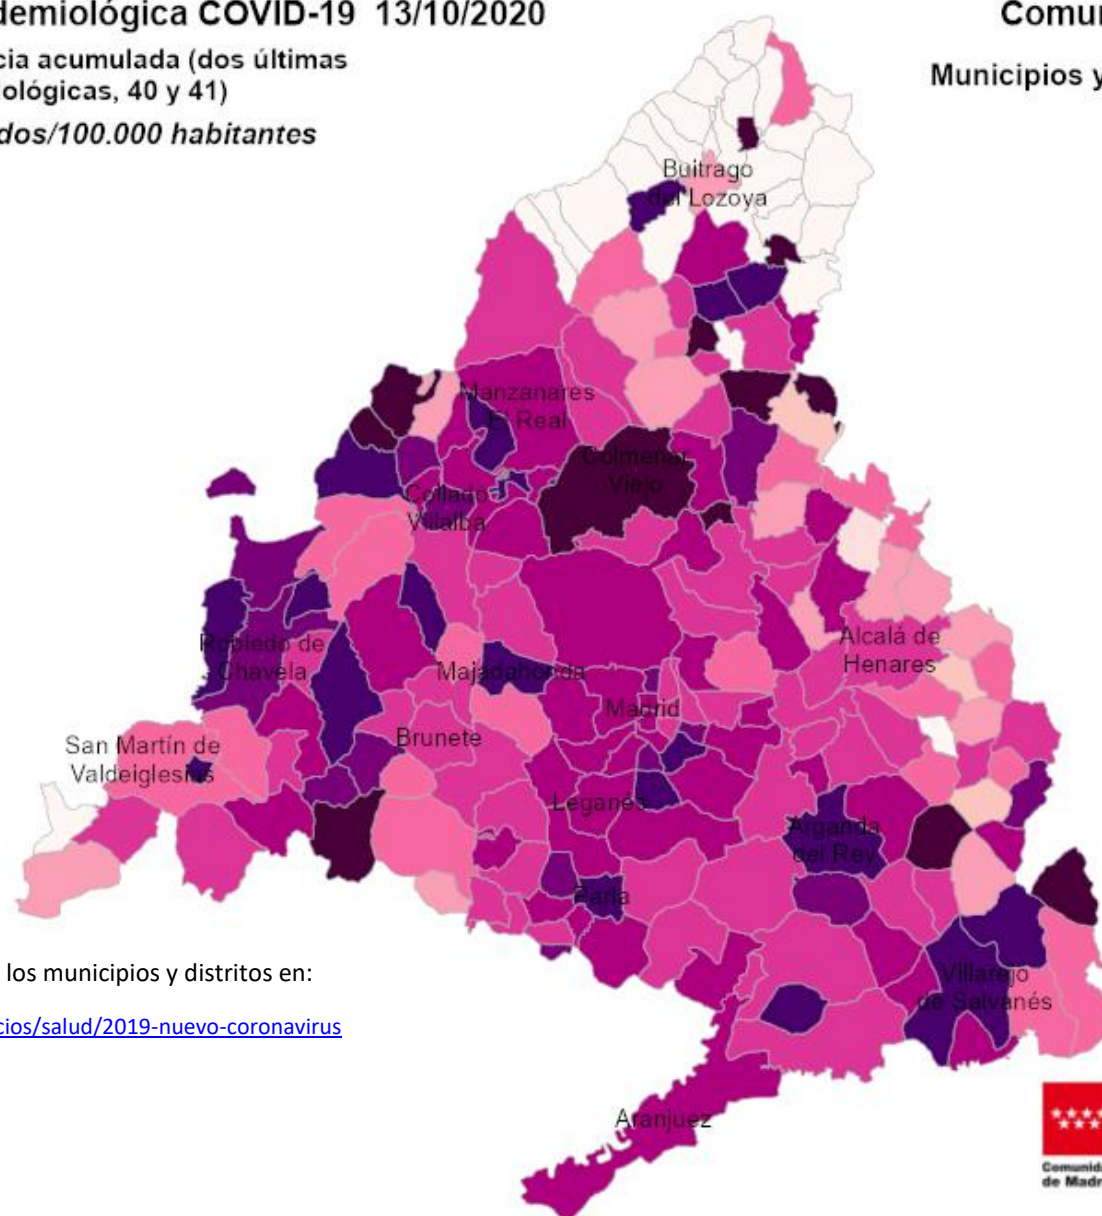 demiológica COVID-19 13/10/2020
Comun
cia acumulada (dos últimas
iológicas, 40 y 41)
Municipios y
dos/100.000 habitantes
Buitrago
del Lozoya
Manzanares
El Real
Colmenar
Viejo
Collado
Villalba
Robledo de
Chavela
Alcalá de
Henares
Majadahonda
Madrid
San Martín de
Valdeiglesias
Brunete
Leganés
Arganda
del Rey
Parla
los municipios y distritos en:
Villarejo
de Salvanés
cios/salud/2019-nuevo-coronavirus
Aranjuez
Comunida
de Madr